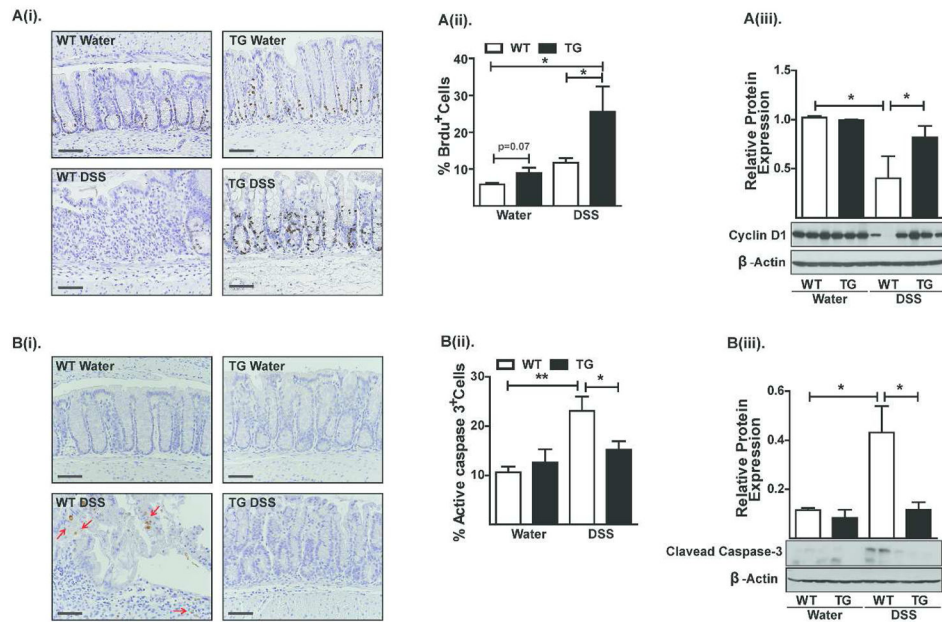 A(i).
WT Water
TG Water
WT DSS
TG DSS
A(ii).
WT TG
% Brdu+Cells
40
30
20
10
*
*
p=0.07
Water DSS
A(iii).
Relative Protein
Expression
1.5
1.0
0.5
* *
Cyclin D1
β-Actin
WT TG WT TG
Water DSS
B(i).
WT Water
TG Water
WT DSS
TG DSS
B(ii).
WT TG
% Active caspase 3+Cells
30
20
10
** *
Water DSS
B(iii).
Relative Protein
Expression
0.6
0.4
0.2
* *
Clavead Caspase-3
β-Actin
WT TG WT TG
Water DSS